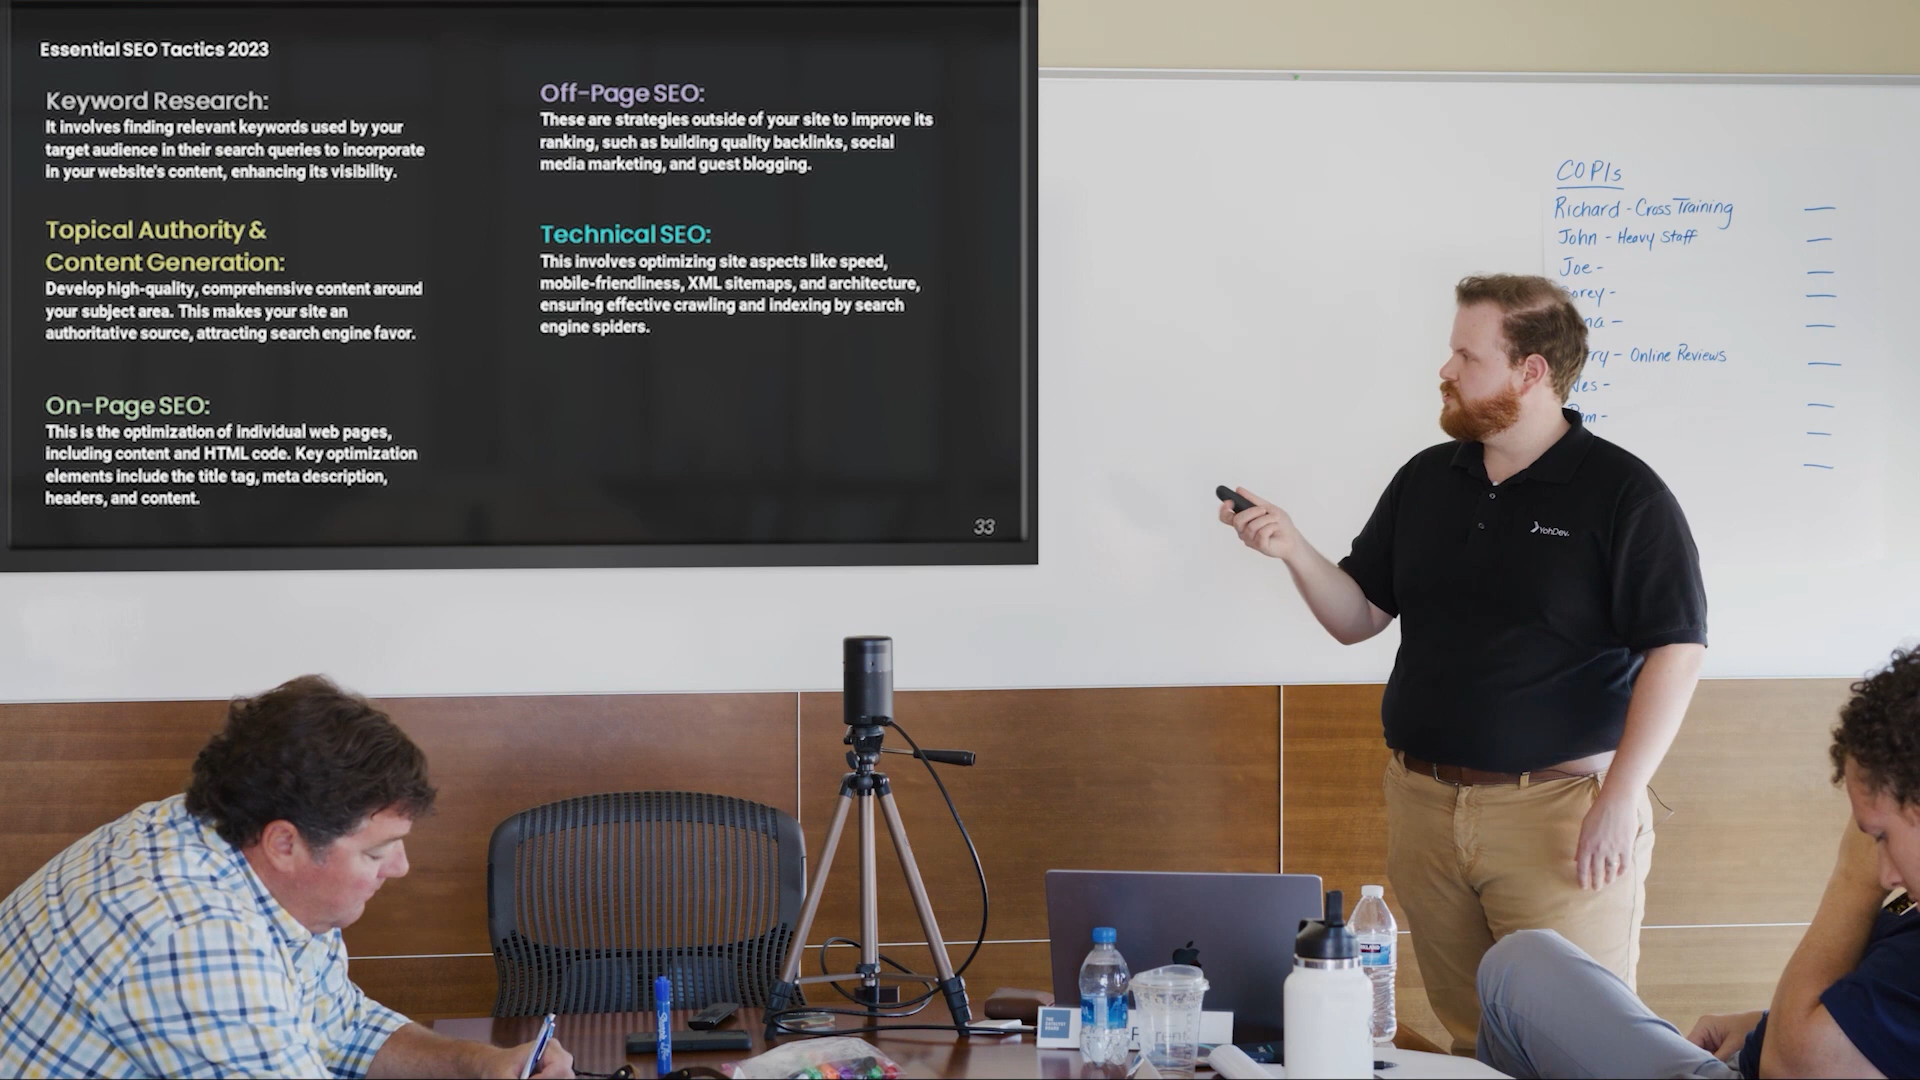 Essential SEO Tactics 2023
Keyword Research:
It involves finding relevant keywords used by your
target audience in their search queries to incorporate
in your website's content, enhancing its visibility.
Topical Authority &
Content Generation:
Develop high-quality, comprehensive content around
your subject area. This makes your site an
authoritative source, attracting search engine favor.
On-Page SEO:
This is the optimization of individual web pages,
including content and HTML code. Key optimization
elements include the title tag, meta description,
headers, and content.
Off-Page SEO:
These are strategies outside of your site to improve its
ranking, such as building quality backlinks, social
media marketing, and guest blogging.
Technical SEO:
This involves optimizing site aspects like speed,
mobile-friendliness, XML sitemaps, and architecture,
ensuring effective crawling and indexing by search
engine spiders.
33
COPIs
Richard - Cross Training
John - Heavy Staff
Joe -
orey -
na -
rry - Online Reviews
Wes -
Pam -
YohDev.